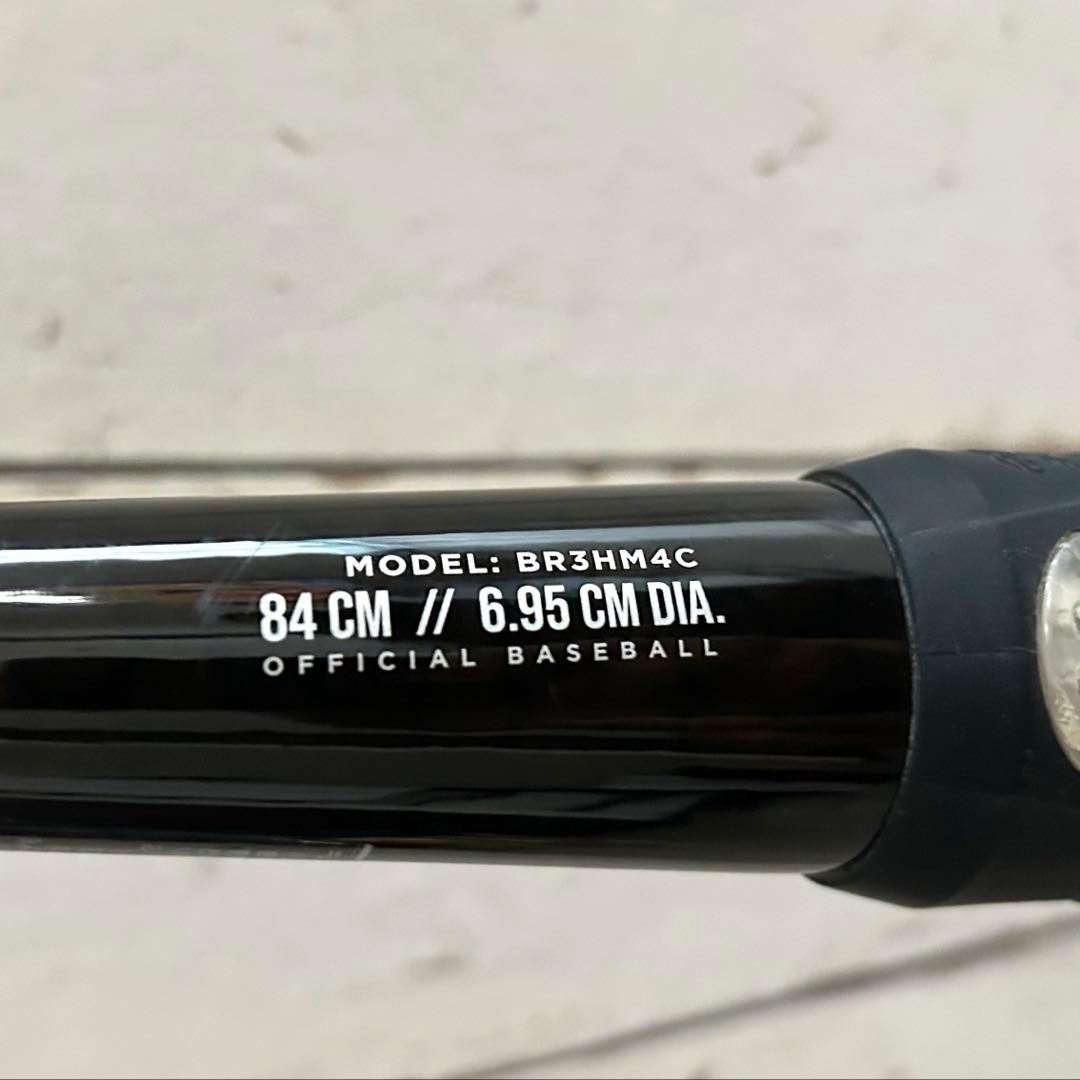 MODEL: BR3HM4C
84 CM // 6.95 CM DIA.
OFFICIAL BASEBALL